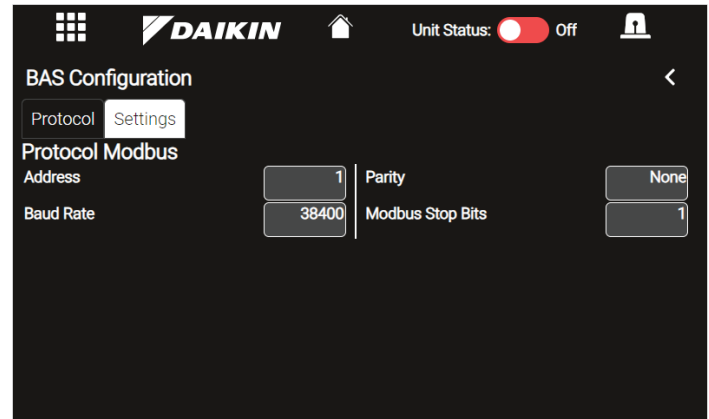 DAIKIN Unit Status: Off
BAS Configuration
Protocol Settings
Protocol Modbus
Address 1 Parity None
Baud Rate 38400 Modbus Stop Bits 1